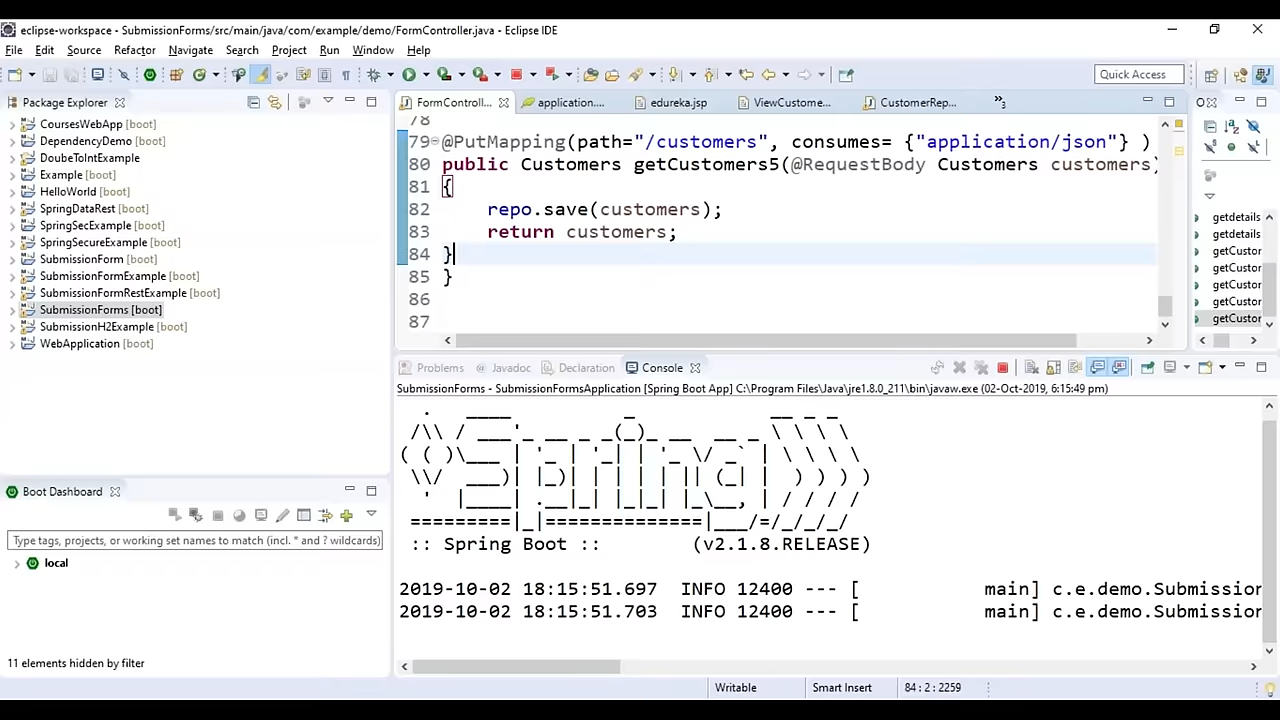 eclipse-workspace - SubmissionForms/src/main/java/com/example/demo/FormController.java - Eclipse IDE
File Edit Source Refactor Navigate Search Project Run Window Help
Quick Access
Package Explorer
CoursesWebApp [boot]
DependencyDemo [boot]
DoubeToIntExample
Example [boot]
HelloWorld [boot]
SpringDataRest [boot]
SpringSecExample [boot]
SpringSecureExample [boot]
SubmissionForm [boot]
SubmissionFormExample [boot]
SubmissionFormRestExample [boot]
SubmissionForms [boot]
SubmissionH2Example [boot]
WebApplication [boot]
Boot Dashboard
Type tags, projects, or working set names to match (incl. * and ? wildcards)
local
11 elements hidden by filter
FormControll... application.... edureka.jsp ViewCustome... CustomerRep...
78
79 @PutMapping(path="/customers", consumes= {"application/json"} )
80 public Customers getCustomers5(@RequestBody Customers customers)
81 {
82 repo.save(customers);
83 return customers;
84 }
85 }
86
87
getdetails
getdetails
getCustor
getCustor
getCustor
getCustor
getCustor
Problems Javadoc Declaration Console
SubmissionForms - SubmissionFormsApplication [Spring Boot App] C:\Program Files\Java\jre1.8.0_211\bin\javaw.exe (02-Oct-2019, 6:15:49 pm)
Spring
:: Spring Boot :: (v2.1.8.RELEASE)
2019-10-02 18:15:51.697 INFO 12400 --- [ main] c.e.demo.Submission
2019-10-02 18:15:51.703 INFO 12400 --- [ main] c.e.demo.Submission
Writable Smart Insert 84 : 2 : 2259